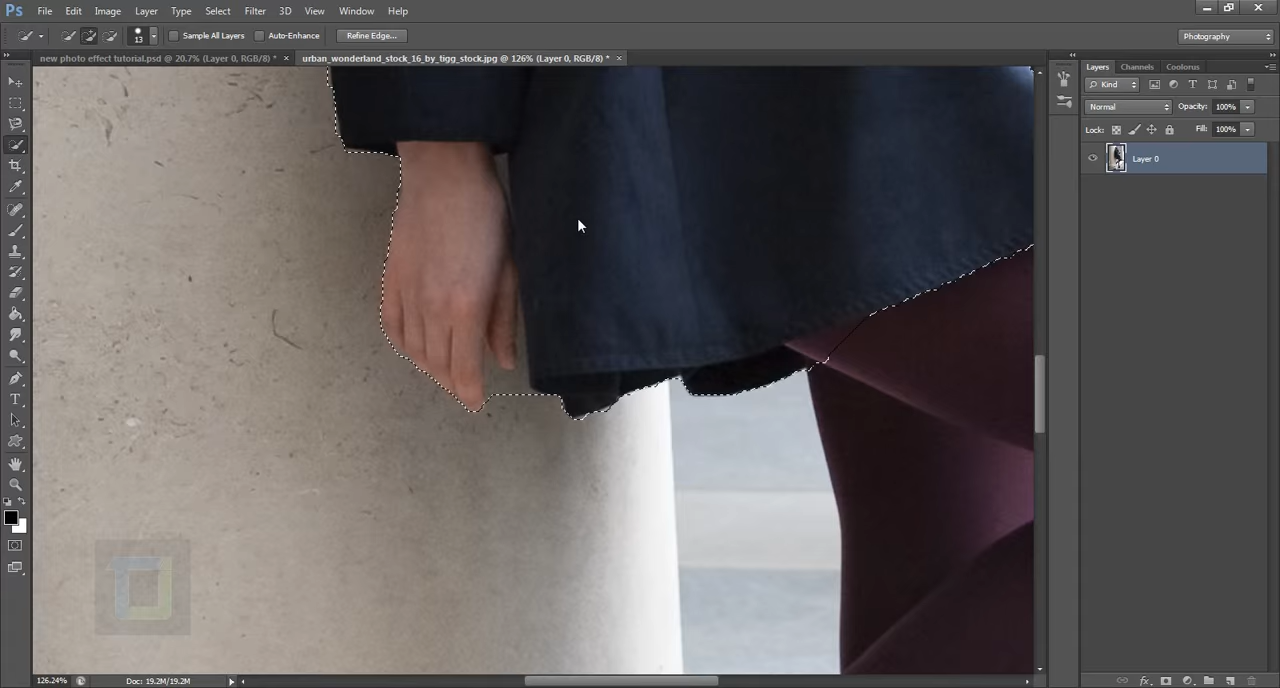 Ps File Edit Image Layer Type Select Filter 3D View Window Help
13 Sample All Layers Auto-Enhance Refine Edge... Photography
new photo effect tutorial.psd @ 20.7% (Layer 0, RGB/8) * × urban_wonderland_stock_16_by_tigg_stock.jpg @ 126% (Layer 0, RGB/8) * ×
Layers Channels Coolorus
Kind
Normal Opacity: 100%
Lock: Fill: 100%
Layer 0
126.24% Doc: 19.2M/19.2M